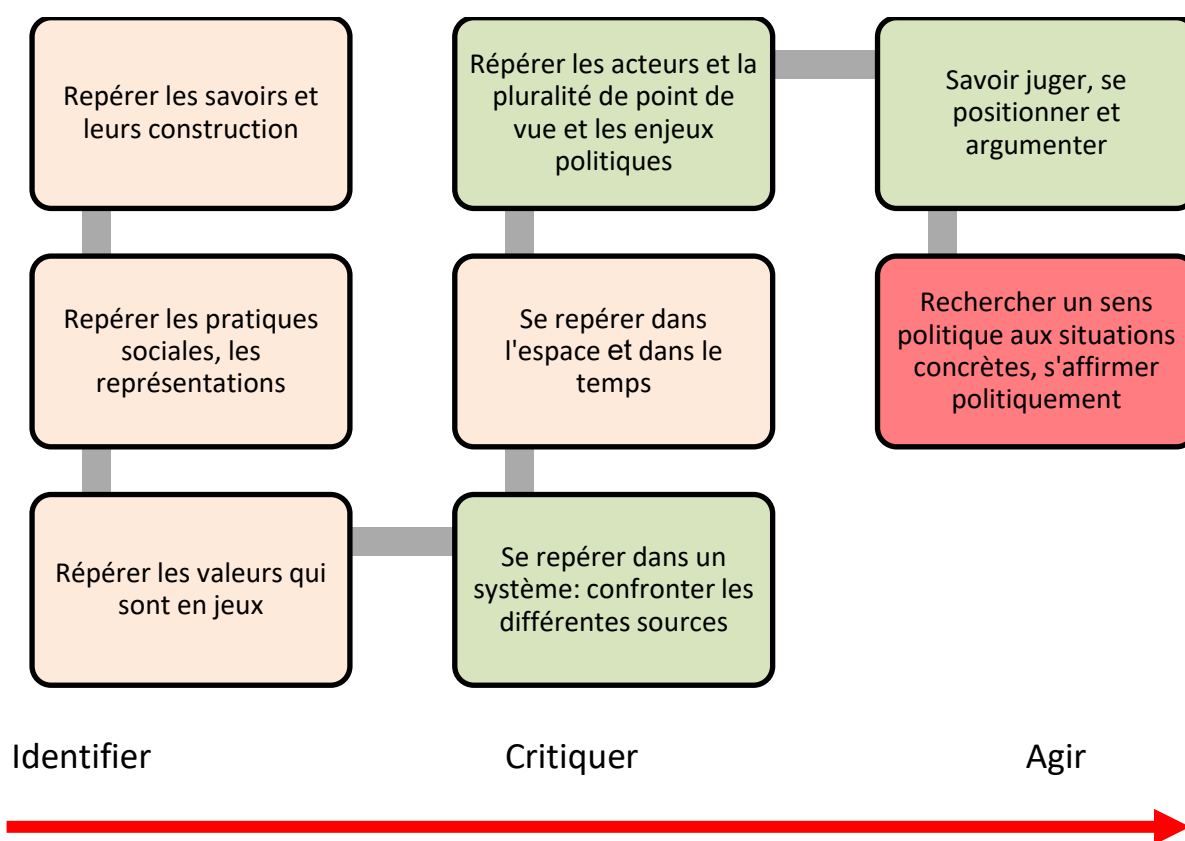 Repérer les savoirs et
leurs construction
Repérer les pratiques
sociales, les
représentations
Répérer les valeurs qui
sont en jeux
Se repérer dans un
système: confronter les
différentes sources
Se repérer dans
l'espace et dans le
temps
Répérer les acteurs et la
pluralité de point de
vue et les enjeux
politiques
Savoir juger, se
positionner et
argumenter
Rechercher un sens
politique aux situations
concrètes, s'affirmer
politiquement
Identifier
Critiquer
Agir